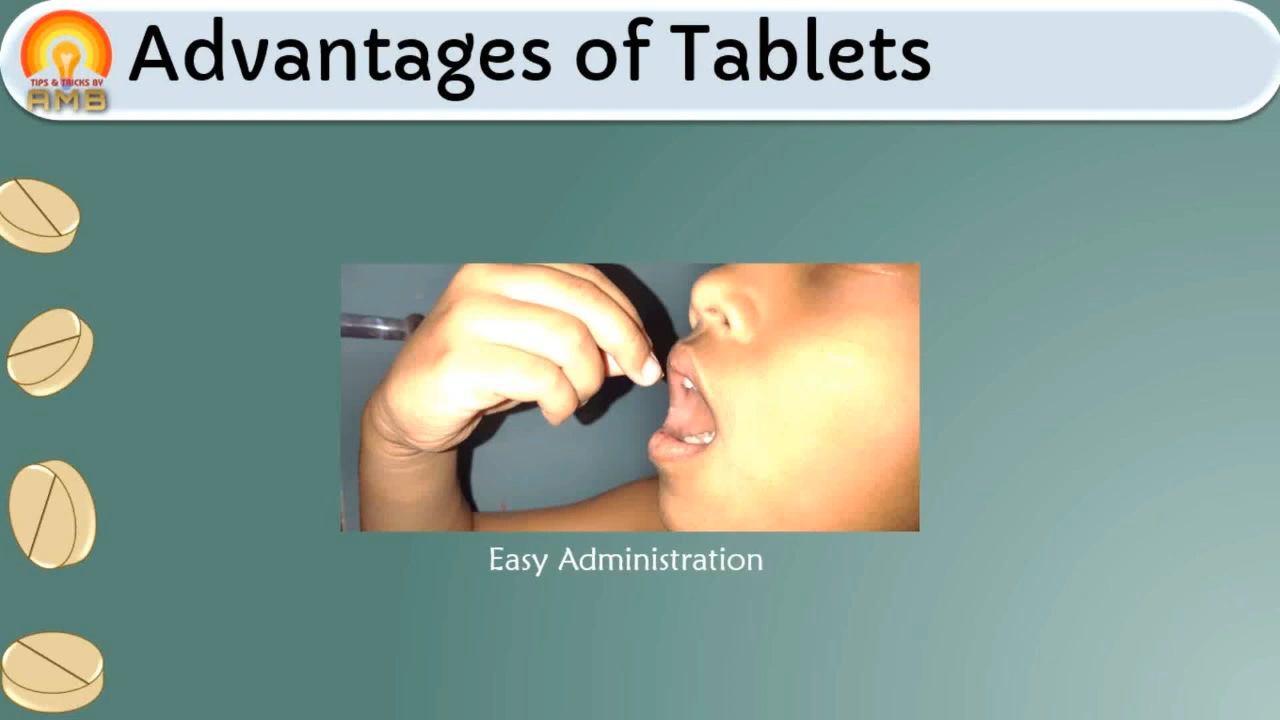 Advantages of Tablets
TIPS & TRICKS BY
AMB
Easy Administration